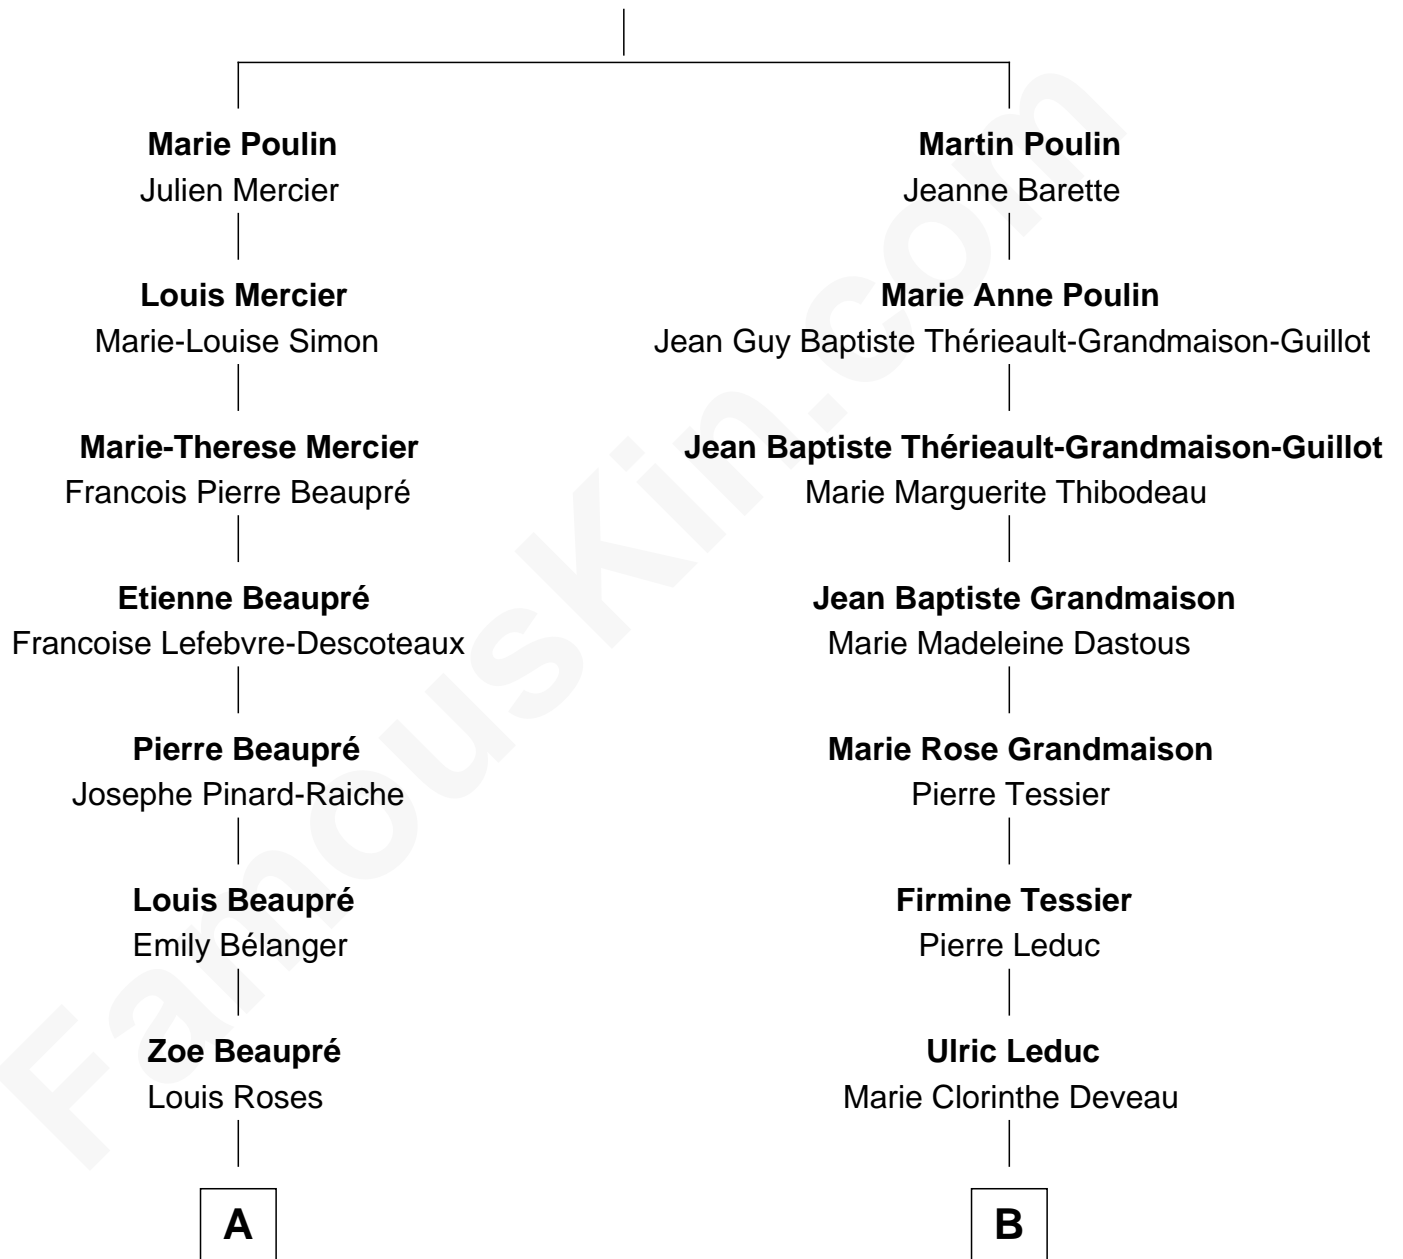 Marie Poulin
Julien Mercier
Martin Poulin
Jeanne Barette
Louis Mercier
Marie-Louise Simon
Marie Anne Poulin
Jean Guy Baptiste Thérieault-Grandmaison-Guillot
Marie-Therese Mercier
Francois Pierre Beaupré
Jean Baptiste Thérieault-Grandmaison-Guillot
Marie Marguerite Thibodeau
Etienne Beaupré
Francoise Lefebvre-Descoteaux
Jean Baptiste Grandmaison
Marie Madeleine Dastous
Pierre Beaupré
Josephe Pinard-Raiche
Marie Rose Grandmaison
Pierre Tessier
Louis Beaupré
Emily Bélanger
Firmine Tessier
Pierre Leduc
Zoe Beaupré
Louis Roses
Ulric Leduc
Marie Clorinthe Deveau
A
B
FamousKin.com